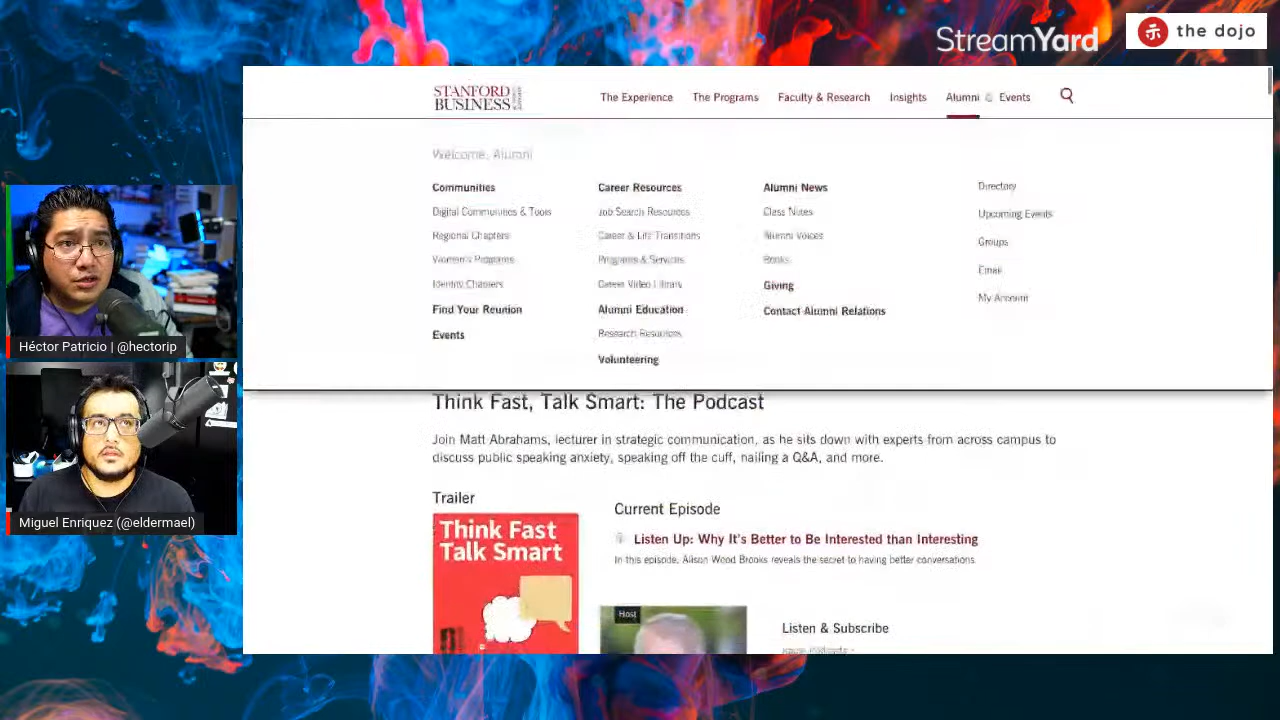 StreamYard
the dojo
STANFORD
BUSINESS
The Experience
The Programs
Faculty & Research
Insights
Alumni
Events
Welcome, Alumni
Communities
Digital Communities & Tools
Regional Chapters
Women's Programs
Identity Chapters
Find Your Reunion
Events
Career Resources
Job Search Resources
Career & Life Transitions
Programs & Services
Career Video Library
Alumni Education
Research Resources
Volunteering
Alumni News
Class Notes
Alumni Voices
Books
Giving
Contact Alumni Relations
Directory
Upcoming Events
Groups
Email
My Account
Héctor Patricio | @hectorip
Miguel Enriquez (@eldermael)
Think Fast, Talk Smart: The Podcast
Join Matt Abrahams, lecturer in strategic communication, as he sits down with experts from across campus to
discuss public speaking anxiety, speaking off the cuff, nailing a Q&A, and more.
Trailer
Think Fast
Talk Smart
Current Episode
Listen Up: Why It's Better to Be Interested than Interesting
In this episode, Alison Wood Brooks reveals the secret to having better conversations.
Host
Listen & Subscribe